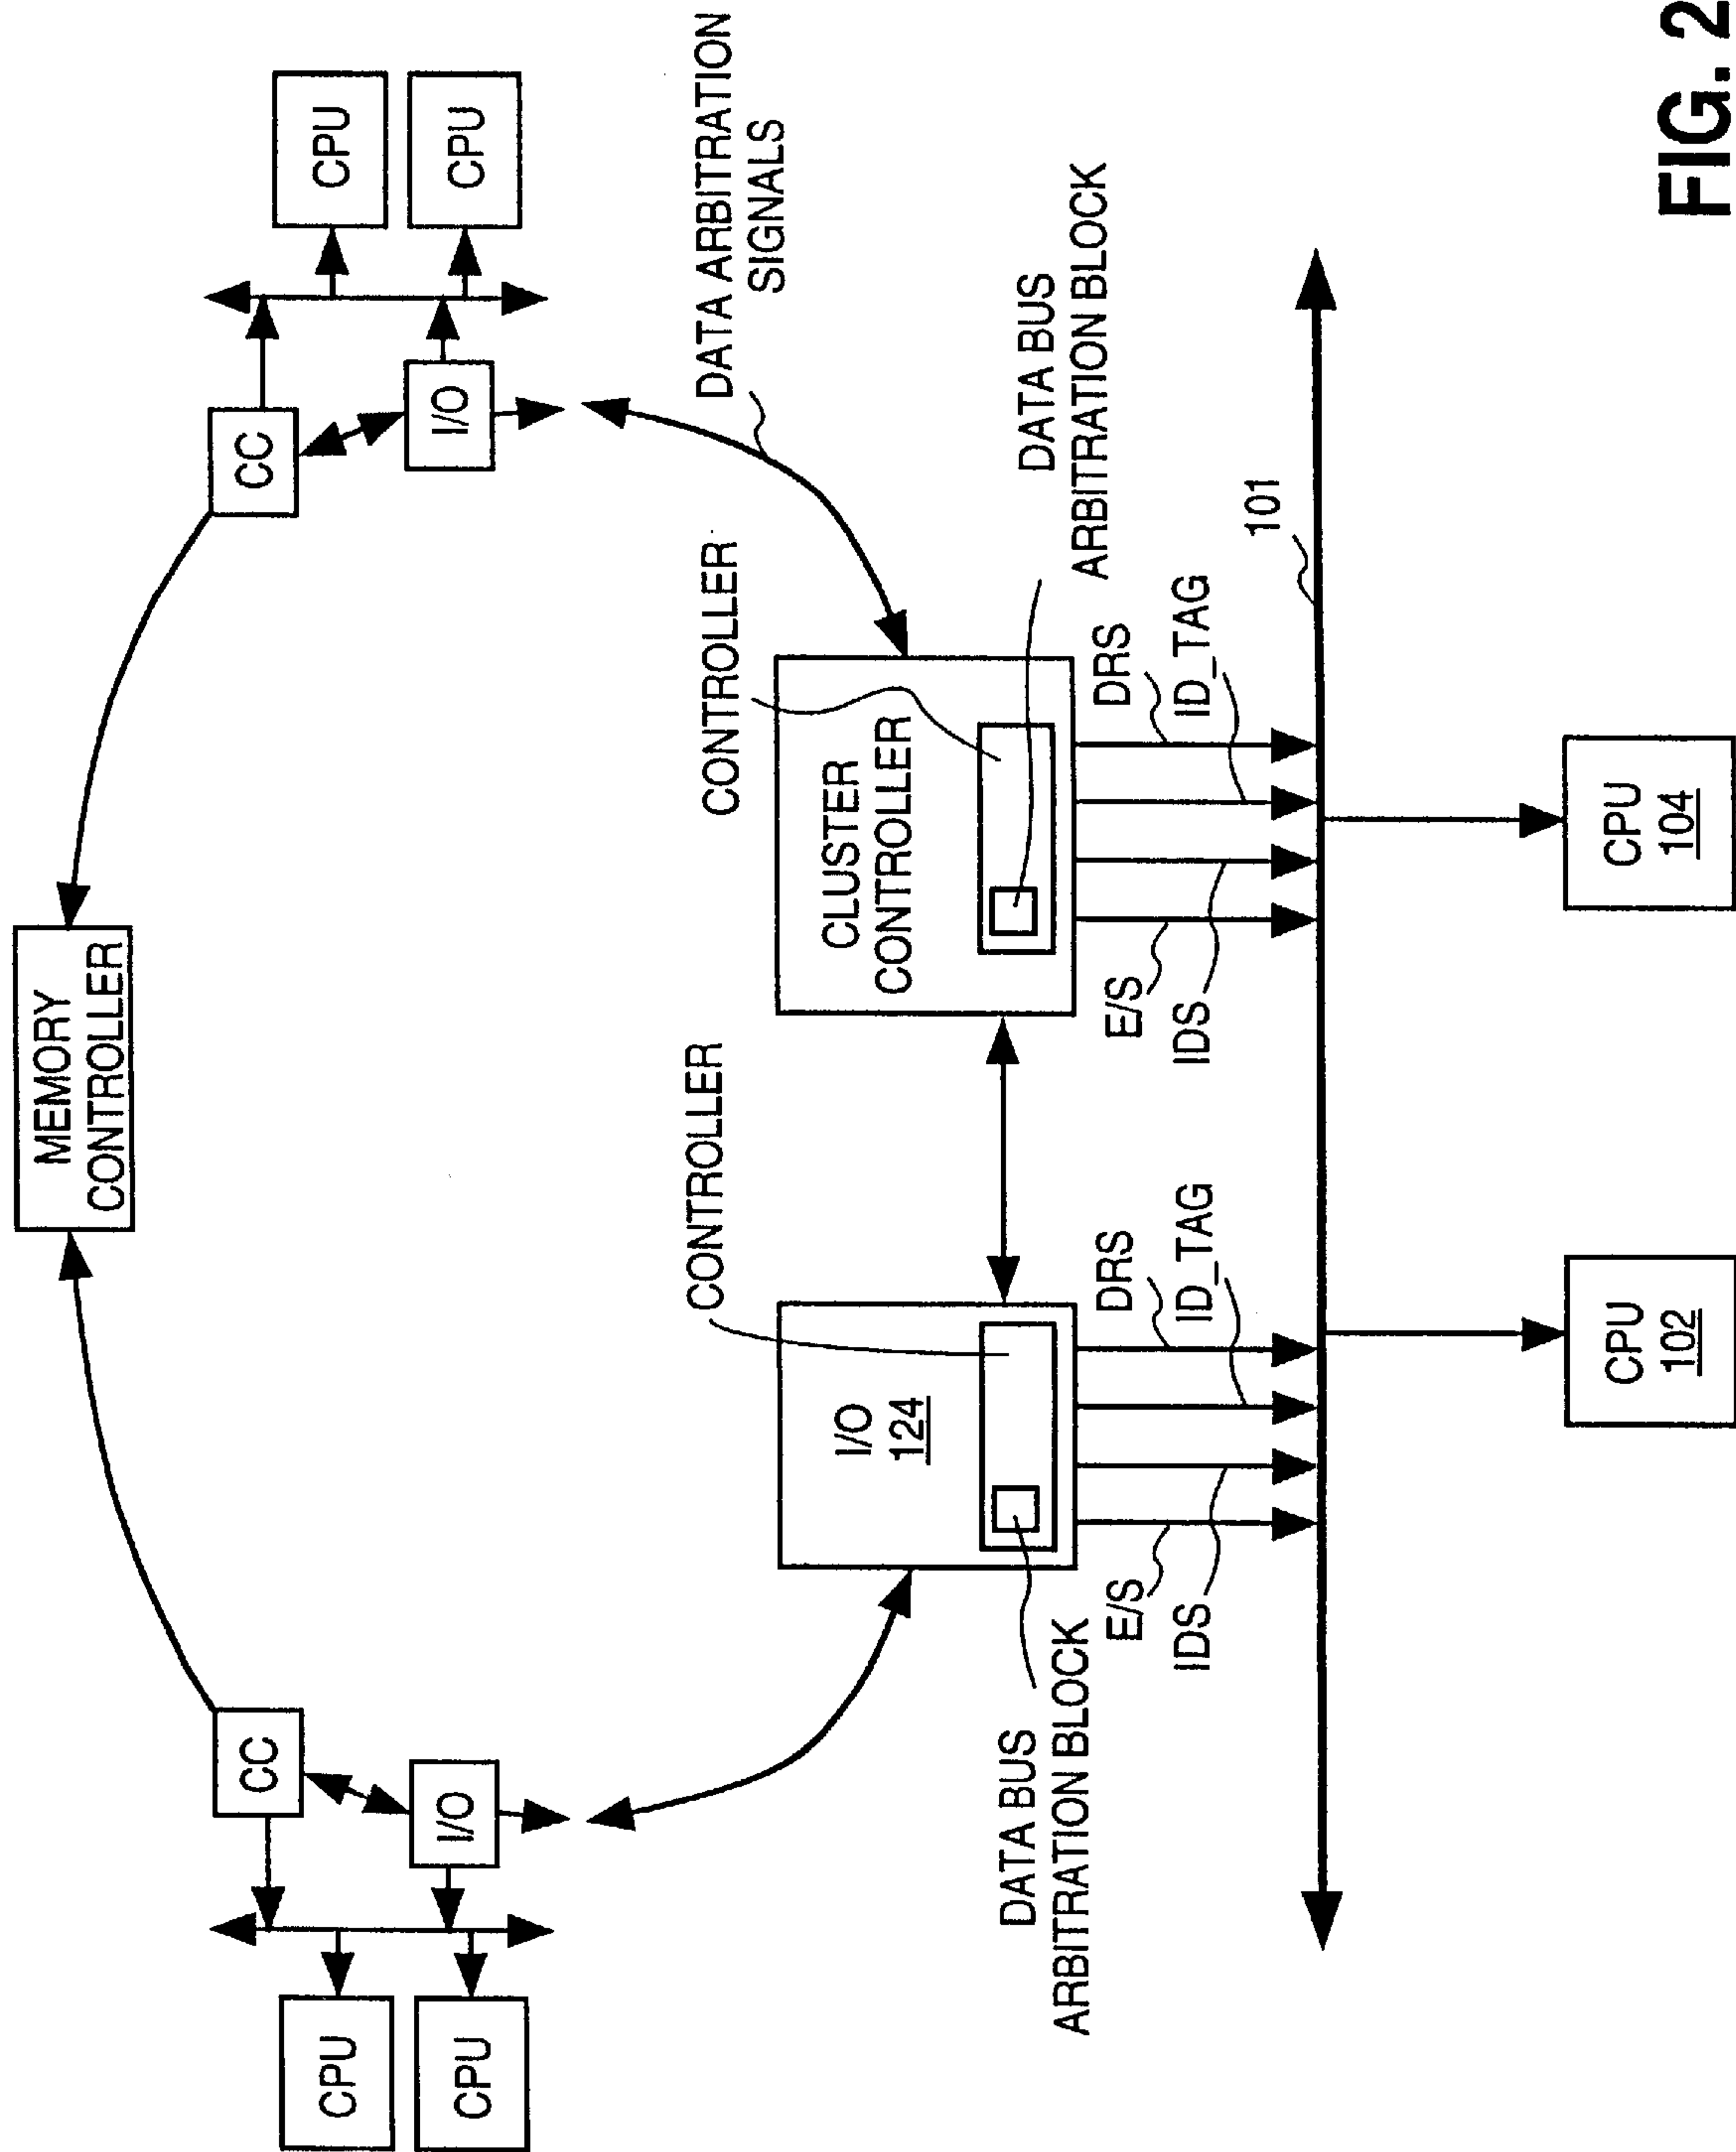 MEMORY
CONTROLLER
CC
CC
CPU
CPU
I/O
I/O
CPU
CPU
DATA ARBITRATION
SIGNALS
CONTROLLER
CONTROLLER
I/O
124
CLUSTER
CONTROLLER
DATA BUS
ARBITRATION BLOCK
DATA BUS
ARBITRATION BLOCK
E/S
IDS
DRS
ID_TAG
E/S
IDS
DRS
ID_TAG
101
CPU
102
CPU
104
FIG. 2